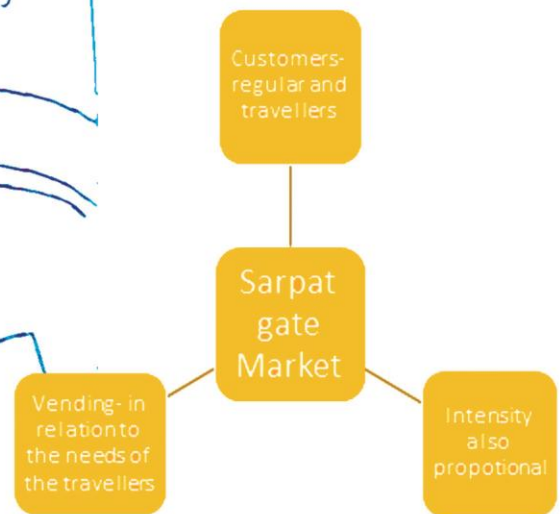 Customers-
regular and
travellers
Sarpat
gate
Market
Vending- in
relation to
the needs of
the travellers
Intensity
also
propotional